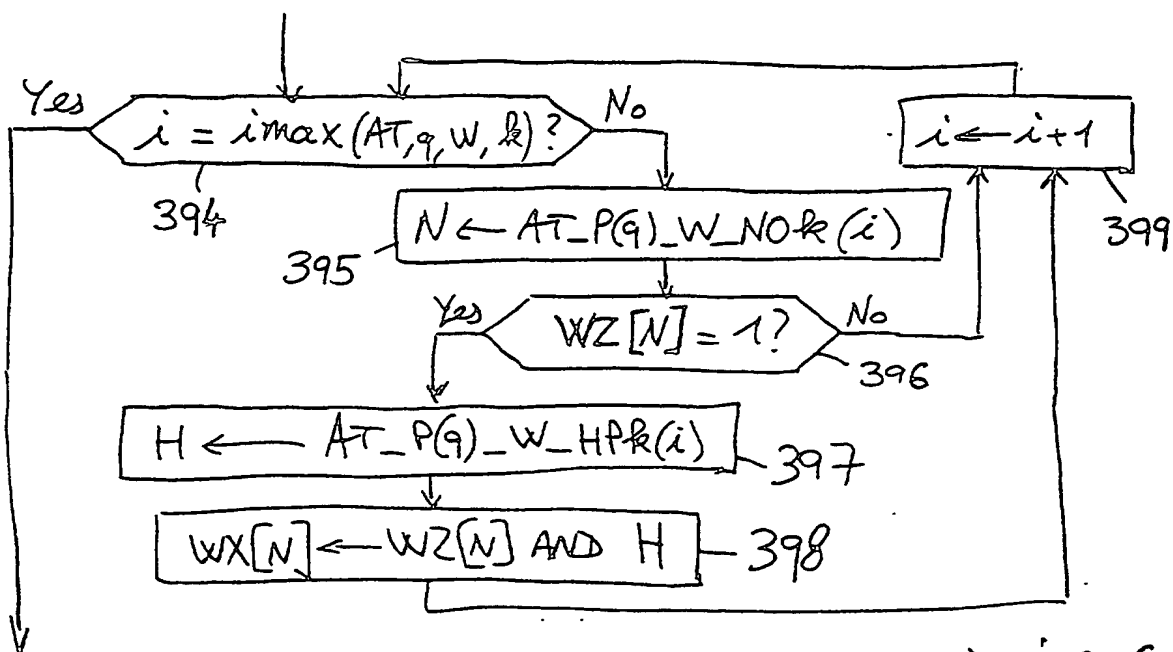 Yes
i = imax(AT,q,W,k)?
No
i ← i+1
394
399
N ← AT_P(q)_W_NOk(i)
395
Yes
WZ[N] = 1?
No
396
H ← AT_P(q)_W_HPk(i)
397
WX[N] ← WZ[N] AND H
398